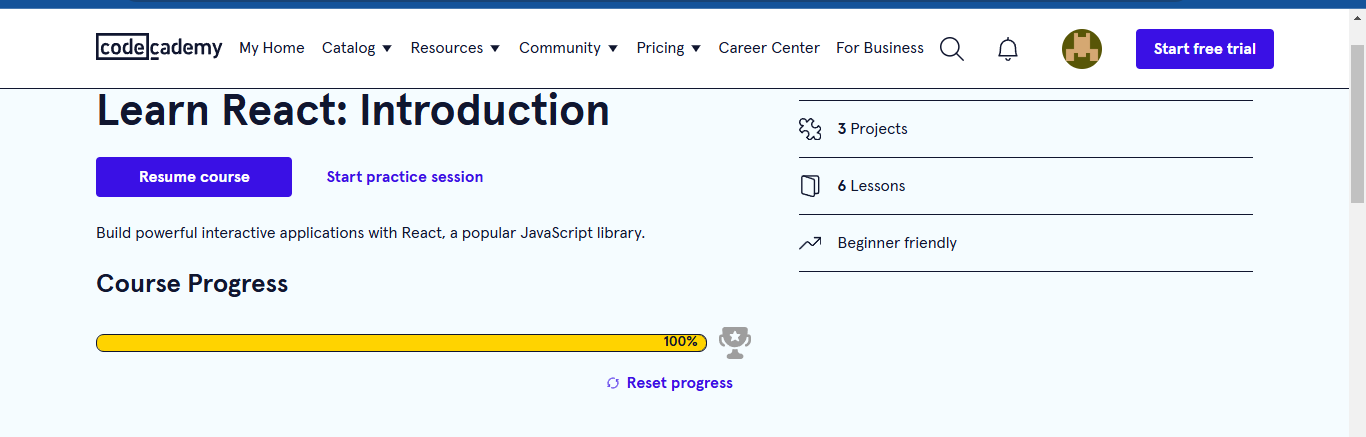 codecademy My Home Catalog Resources Community Pricing Career Center For Business Start free trial
Learn React: Introduction
Resume course Start practice session
Build powerful interactive applications with React, a popular JavaScript library.
Course Progress
100%
Reset progress
3 Projects
6 Lessons
Beginner friendly